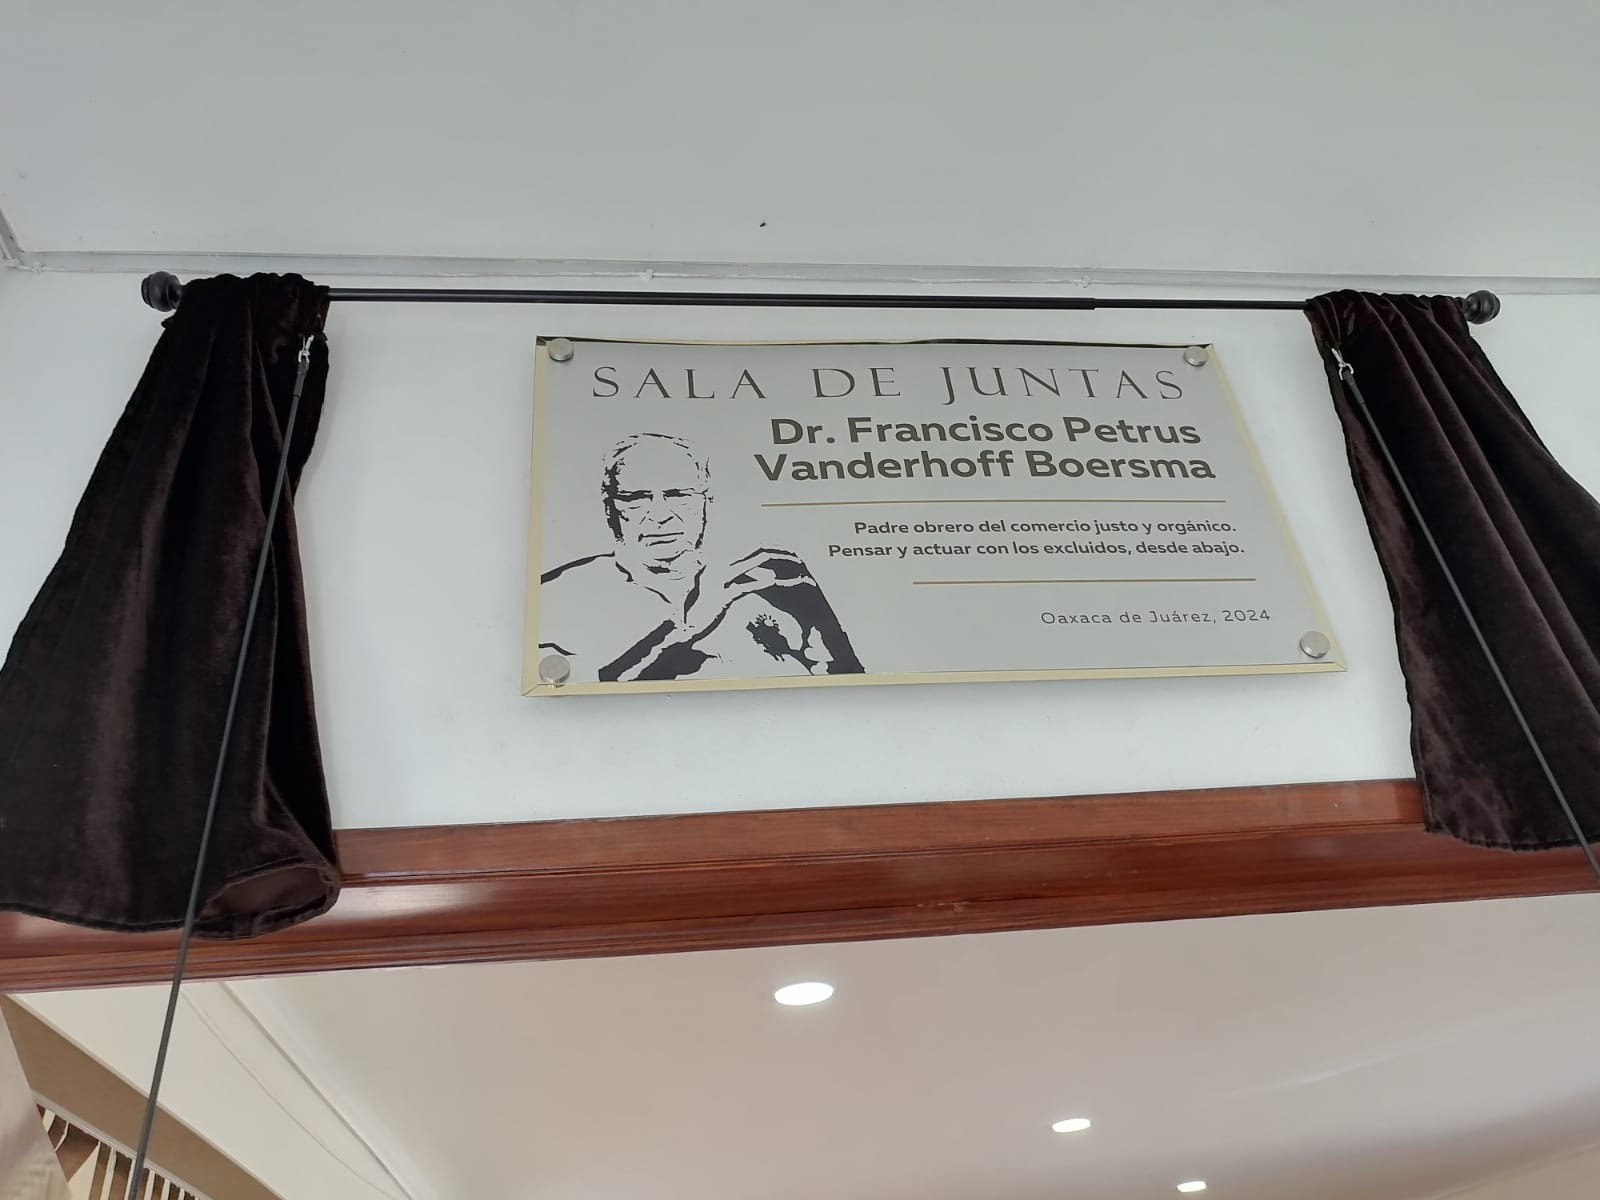 SALA DE JUNTAS
Dr. Francisco Petrus
Vanderhoff Boersma
Padre obrero del comercio justo y orgánico.
Pensar y actuar con los excluidos, desde abajo.
Oaxaca de Juárez, 2024